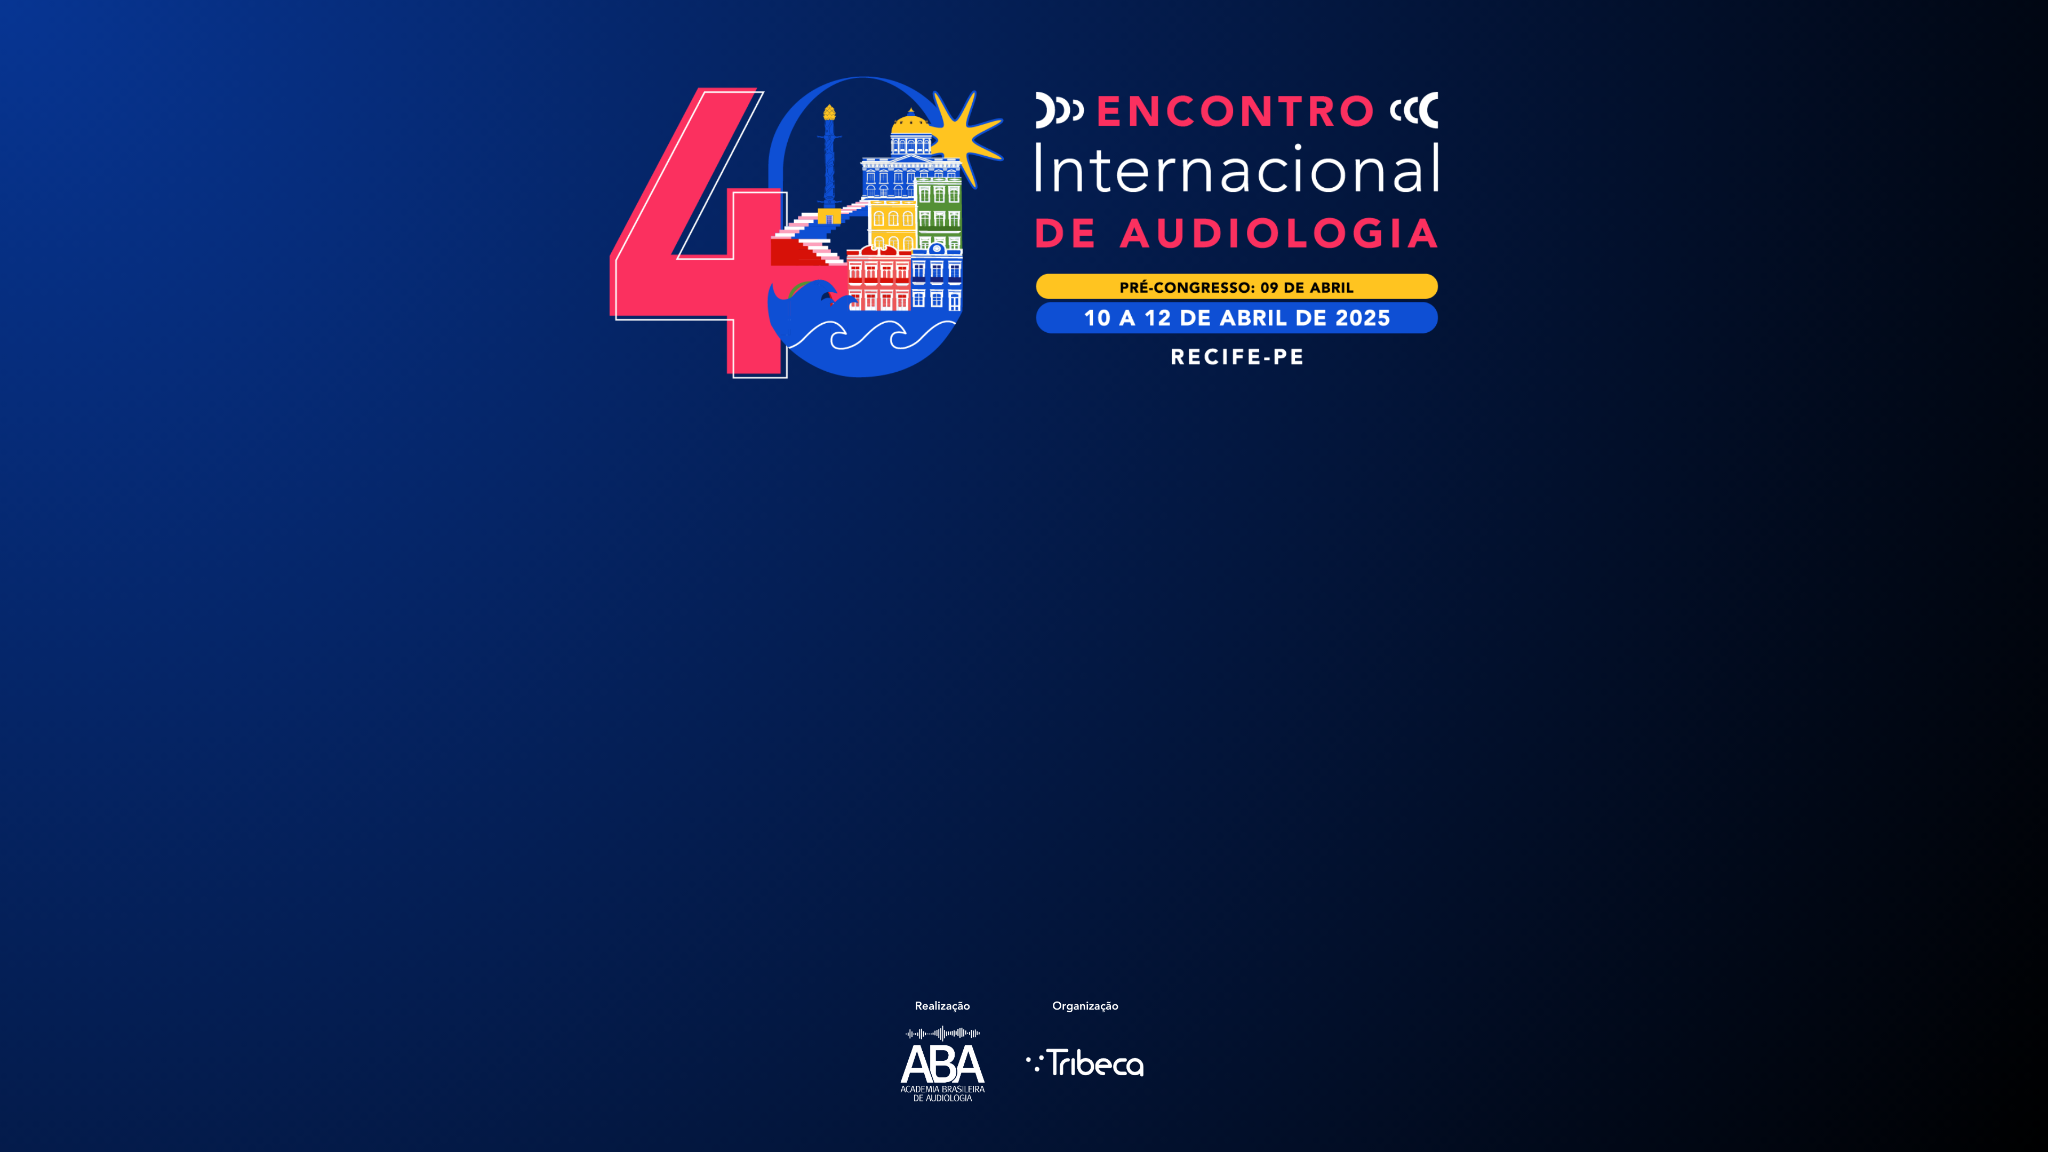 40
ENCONTRO
Internacional
DE AUDIOLOGIA
PRÉ-CONGRESSO: 09 DE ABRIL
10 A 12 DE ABRIL DE 2025
RECIFE-PE
Realização
Organização
ABA
ACADEMIA BRASILEIRA
DE AUDIOLOGIA
Tribeca